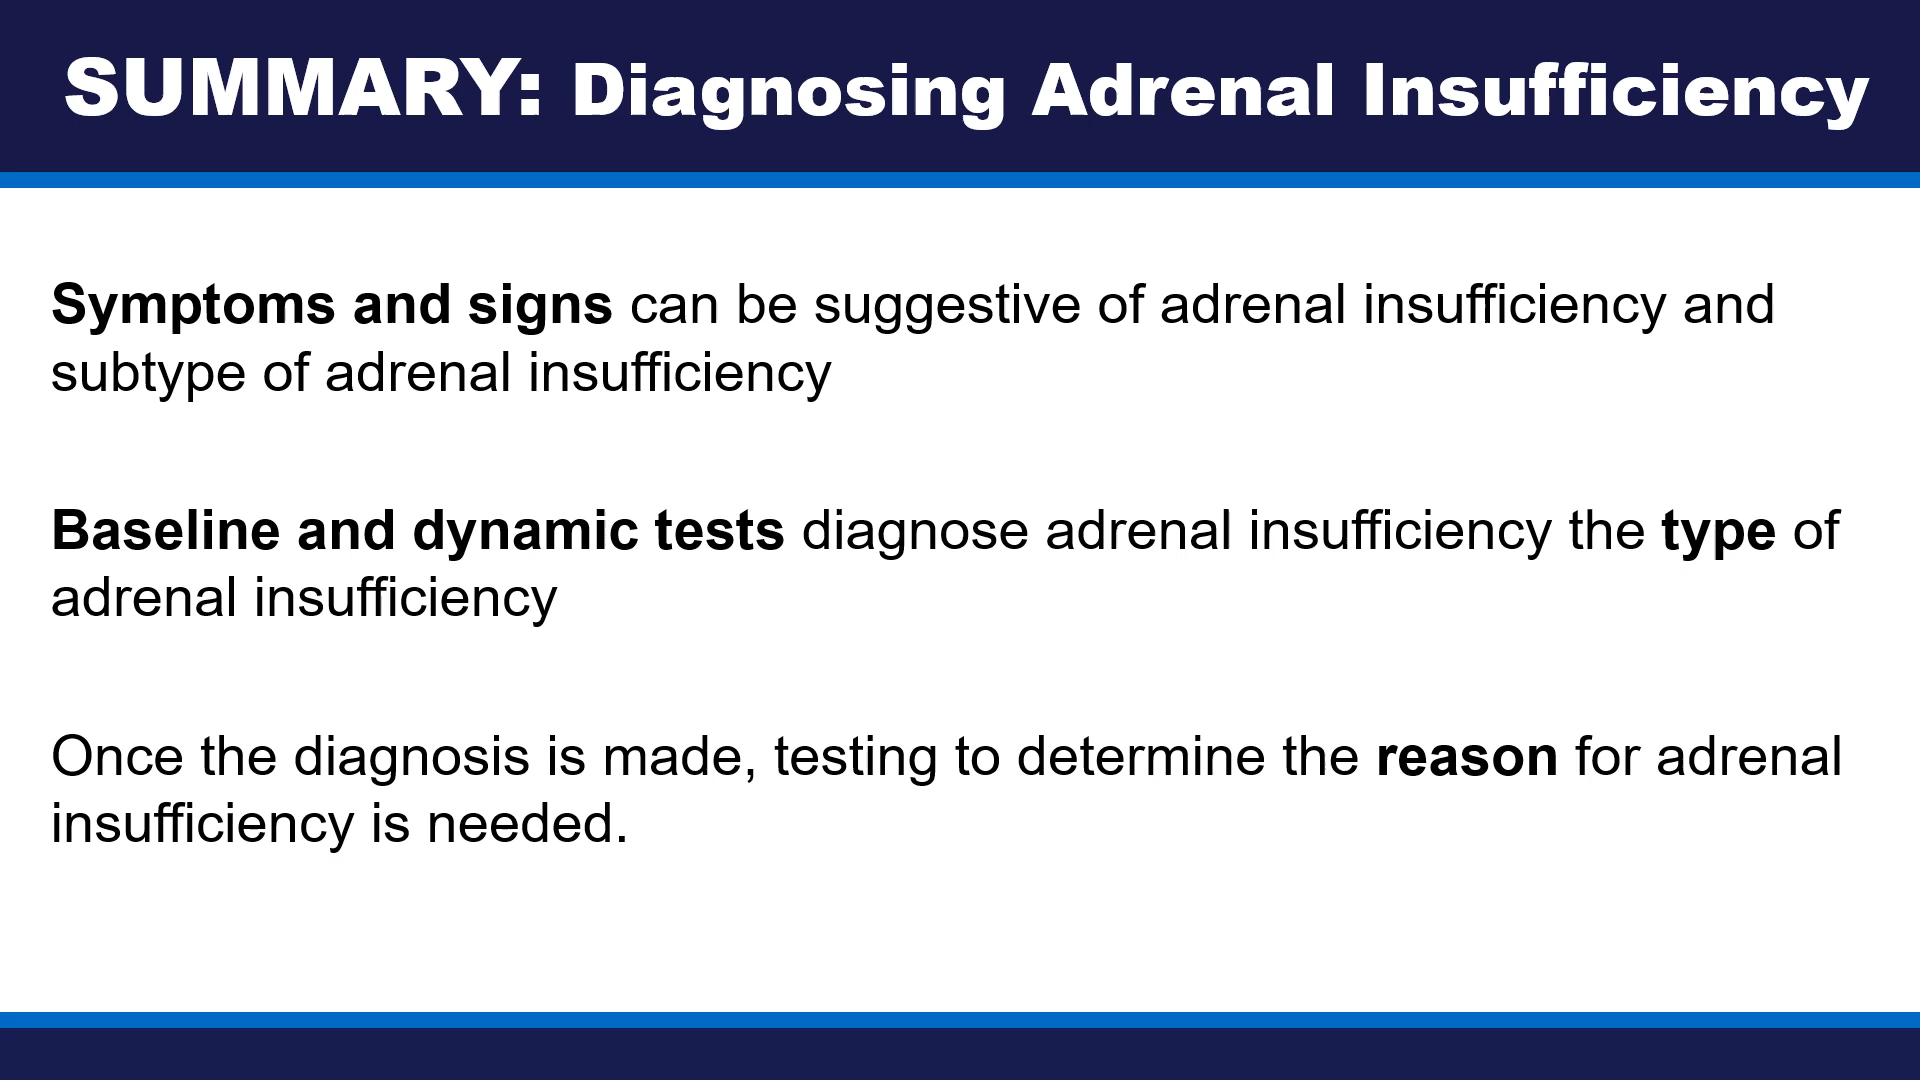 SUMMARY: Diagnosing Adrenal Insufficiency
Symptoms and signs can be suggestive of adrenal insufficiency and
subtype of adrenal insufficiency
Baseline and dynamic tests diagnose adrenal insufficiency the type of
adrenal insufficiency
Once the diagnosis is made, testing to determine the reason for adrenal
insufficiency is needed.